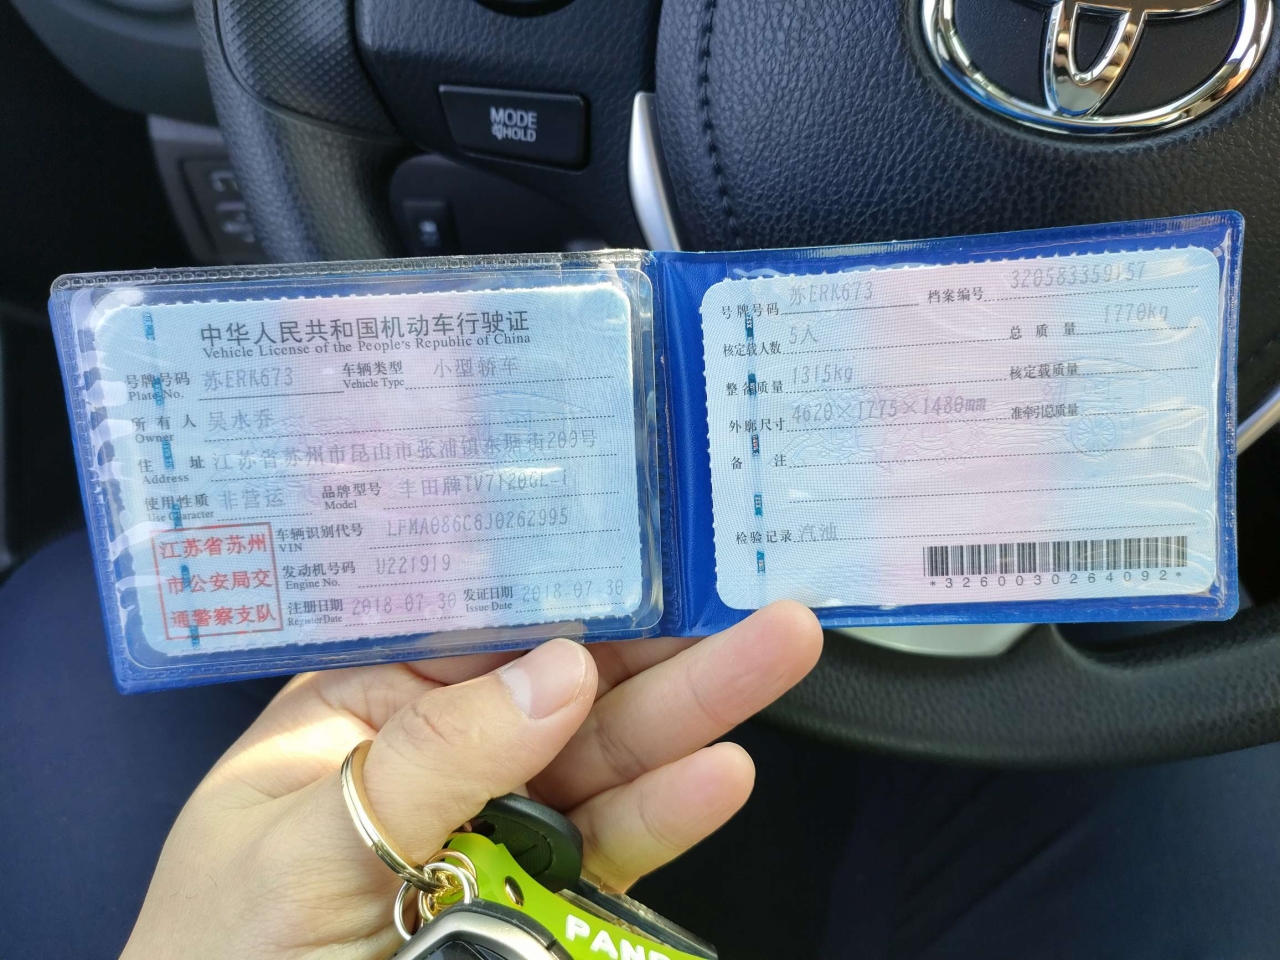 MODE
HOLD
中华人民共和国机动车行驶证
Vehicle License of the People's Republic of China
号牌号码 苏ERK673 车辆类型 小型轿车
Plate No. Vehicle Type
所有人 吴水乔
Owner
住址 江苏省苏州市昆山市张浦镇东 街200号
Address
使用性质 非营运 品牌型号 丰田牌TV7120GL-i
Use Character Model
江苏省苏州
市公安局交
通警察支队
车辆识别代号 LFMA086C8J0262995
VIN
发动机号码 U221919
Engine No.
注册日期 2018-07-30 发证日期 2018-07-30
Register Date Issue Date
号牌号码 苏ERK673 档案编号 320583359157
核定载人数 5人 总质量 1770kg
整备质量 1315kg 核定载质量
外廓尺寸 4620×1775×1480mm 准牵引总质量
备注
检验记录 汽油
*3260030264092*
PAND